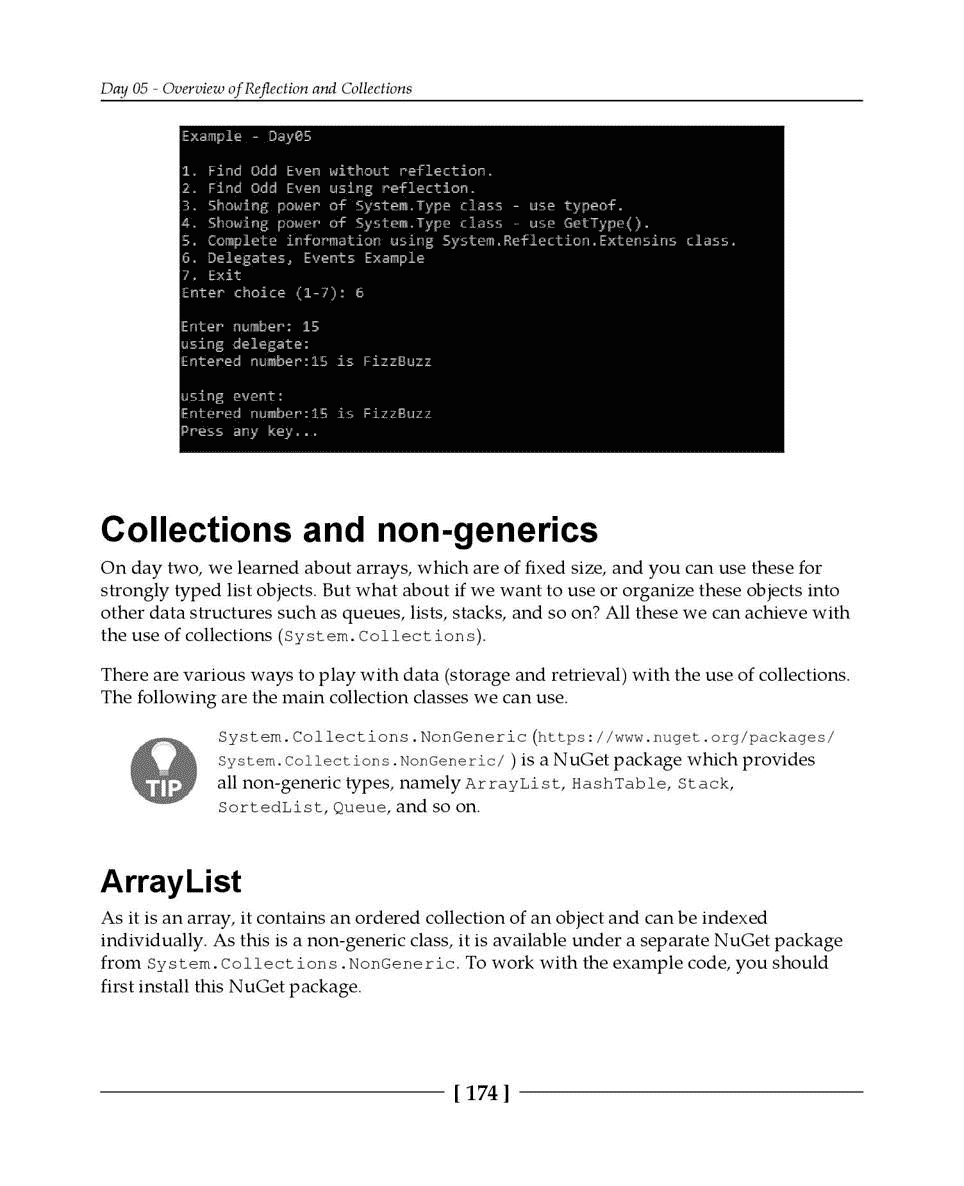 Day 05 - Overview of Reflection and Collections
Example - Day05
1. Find Odd Even without reflection.
2. Find Odd Even using reflection.
3. Showing power of System.Type class - use typeof.
4. Showing power of System.Type class - use GetType().
5. Complete information using System.Reflection.Extensins class.
6. Delegates, Events Example
7. Exit
Enter choice (1-7): 6
Enter number: 15
using delegate:
Entered number:15 is FizzBuzz
using event:
Entered number:15 is FizzBuzz
Press any key...
Collections and non-generics
On day two, we learned about arrays, which are of fixed size, and you can use these for
strongly typed list objects. But what about if we want to use or organize these objects into
other data structures such as queues, lists, stacks, and so on? All these we can achieve with
the use of collections (System.Collections).
There are various ways to play with data (storage and retrieval) with the use of collections.
The following are the main collection classes we can use.
TIP
System.Collections.NonGeneric (https://www.nuget.org/packages/
System.Collections.NonGeneric/ ) is a NuGet package which provides
all non-generic types, namely ArrayList, HashTable, Stack,
SortedList, Queue, and so on.
ArrayList
As it is an array, it contains an ordered collection of an object and can be indexed
individually. As this is a non-generic class, it is available under a separate NuGet package
from System.Collections.NonGeneric. To work with the example code, you should
first install this NuGet package.
[ 174 ]